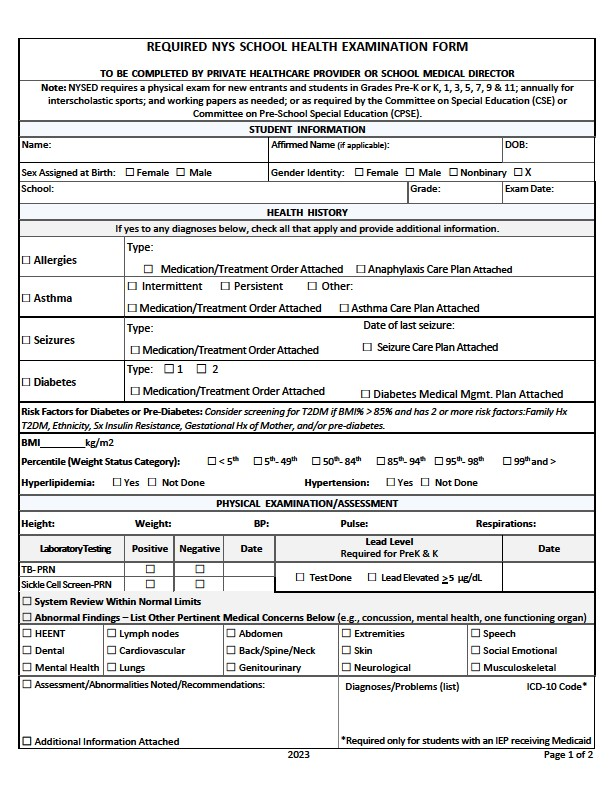 REQUIRED NYS SCHOOL HEALTH EXAMINATION FORM
TO BE COMPLETED BY PRIVATE HEALTHCARE PROVIDER OR SCHOOL MEDICAL DIRECTOR
Note: NYSED requires a physical exam for new entrants and students in Grades Pre-K or K, 1, 3, 5, 7, 9 & 11; annually for
interscholastic sports; and working papers as needed; or as required by the Committee on Special Education (CSE) or
Committee on Pre-School Special Education (CPSE).
STUDENT INFORMATION
Name: Affirmed Name (if applicable): DOB:
Sex Assigned at Birth: ☐ Female ☐ Male Gender Identity: ☐ Female ☐ Male ☐ Nonbinary ☐ X
School: Grade: Exam Date:
HEALTH HISTORY
If yes to any diagnoses below, check all that apply and provide additional information.
☐ Allergies
Type:
☐ Medication/Treatment Order Attached ☐ Anaphylaxis Care Plan Attached
☐ Asthma
☐ Intermittent ☐ Persistent ☐ Other:
☐ Medication/Treatment Order Attached ☐ Asthma Care Plan Attached
☐ Seizures
Type: Date of last seizure:
☐ Medication/Treatment Order Attached ☐ Seizure Care Plan Attached
☐ Diabetes
Type: ☐ 1 ☐ 2
☐ Medication/Treatment Order Attached ☐ Diabetes Medical Mgmt. Plan Attached
Risk Factors for Diabetes or Pre-Diabetes: Consider screening for T2DM if BMI% > 85% and has 2 or more risk factors:Family Hx
T2DM, Ethnicity, Sx Insulin Resistance, Gestational Hx of Mother, and/or pre-diabetes.
BMI________kg/m2
Percentile (Weight Status Category): ☐ < 5th ☐ 5th- 49th ☐ 50th- 84th ☐ 85th- 94th ☐ 95th- 98th ☐ 99th and >
Hyperlipidemia: ☐ Yes ☐ Not Done Hypertension: ☐ Yes ☐ Not Done
PHYSICAL EXAMINATION/ASSESSMENT
Height: Weight: BP: Pulse: Respirations:
Laboratory Testing Positive Negative Date Lead Level
Required for PreK & K Date
TB- PRN ☐ ☐
Sickle Cell Screen-PRN ☐ ☐
☐ Test Done ☐ Lead Elevated ≥5 µg/dL
☐ System Review Within Normal Limits
☐ Abnormal Findings – List Other Pertinent Medical Concerns Below (e.g., concussion, mental health, one functioning organ)
☐ HEENT ☐ Lymph nodes ☐ Abdomen ☐ Extremities ☐ Speech
☐ Dental ☐ Cardiovascular ☐ Back/Spine/Neck ☐ Skin ☐ Social Emotional
☐ Mental Health ☐ Lungs ☐ Genitourinary ☐ Neurological ☐ Musculoskeletal
☐ Assessment/Abnormalities Noted/Recommendations: Diagnoses/Problems (list) ICD-10 Code*
☐ Additional Information Attached *Required only for students with an IEP receiving Medicaid
2023 Page 1 of 2